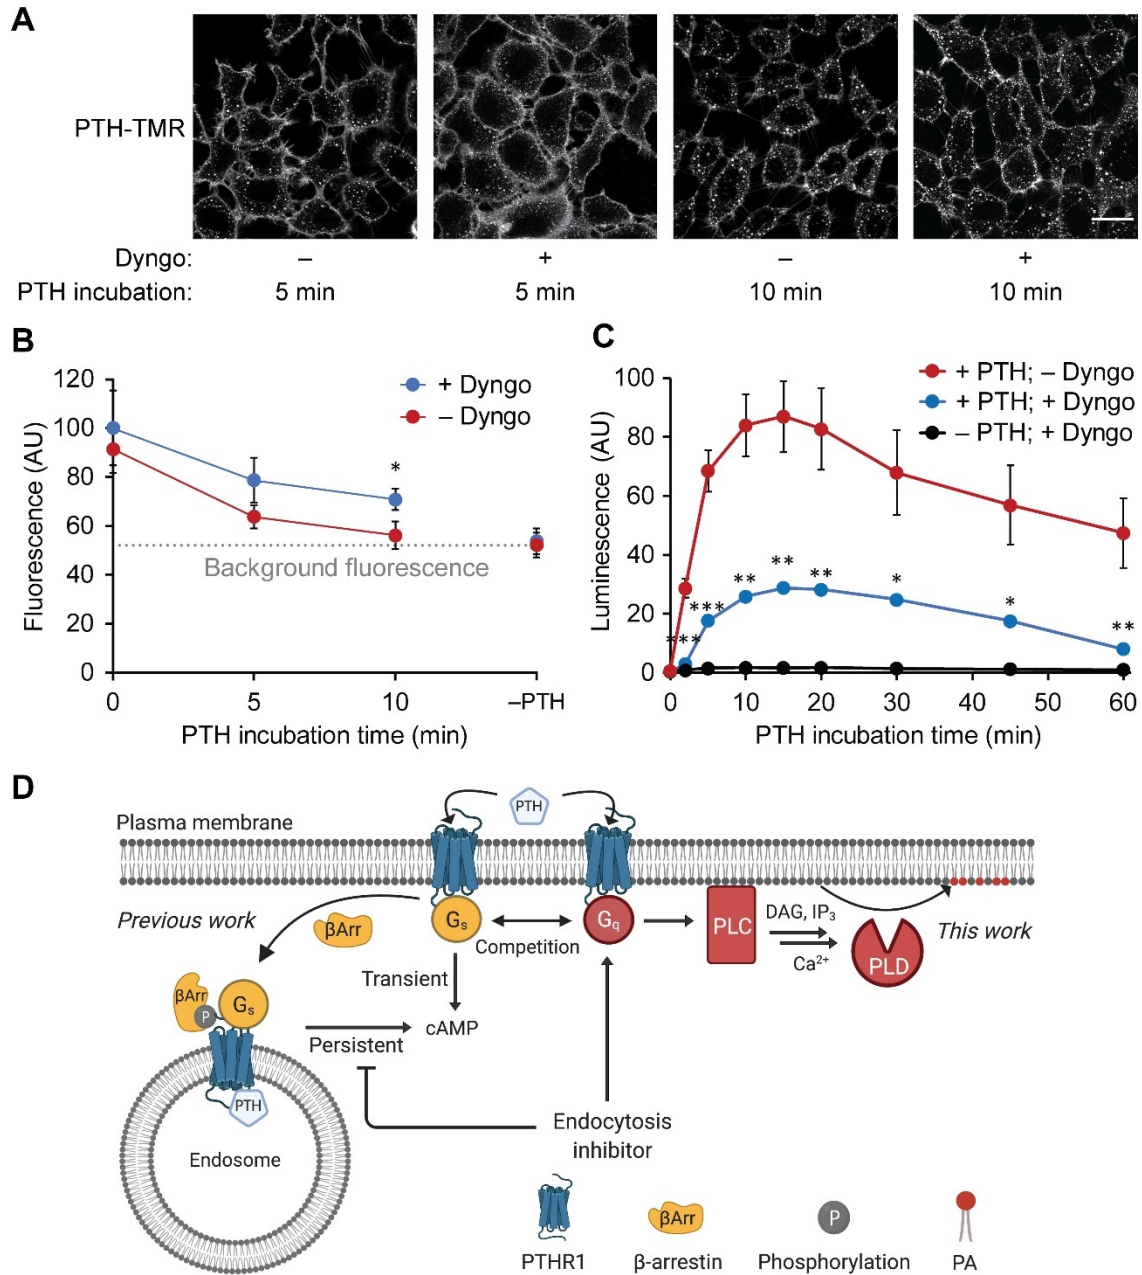 A
PTH-TMR
Dyngo: – + – +
PTH incubation: 5 min 5 min 10 min 10 min
B
120
100
80
60
40
20
0
Fluorescence (AU)
+ Dyngo
– Dyngo
*
Background fluorescence
0 5 10 –PTH
PTH incubation time (min)
C
100
80
60
40
20
0
Luminescence (AU)
+ PTH; – Dyngo
+ PTH; + Dyngo
– PTH; + Dyngo
*** *** ** ** ** * * **
0 10 20 30 40 50 60
PTH incubation time (min)
D
PTH
Plasma membrane
Previous work
βArr
Gs
Competition
Gq
PLC
DAG, IP3
Ca2+
PLD
This work
Transient
βArr
P
Gs
Persistent
cAMP
PTH
Endosome
Endocytosis
inhibitor
βArr
P
PTHR1
β-arrestin
Phosphorylation
PA